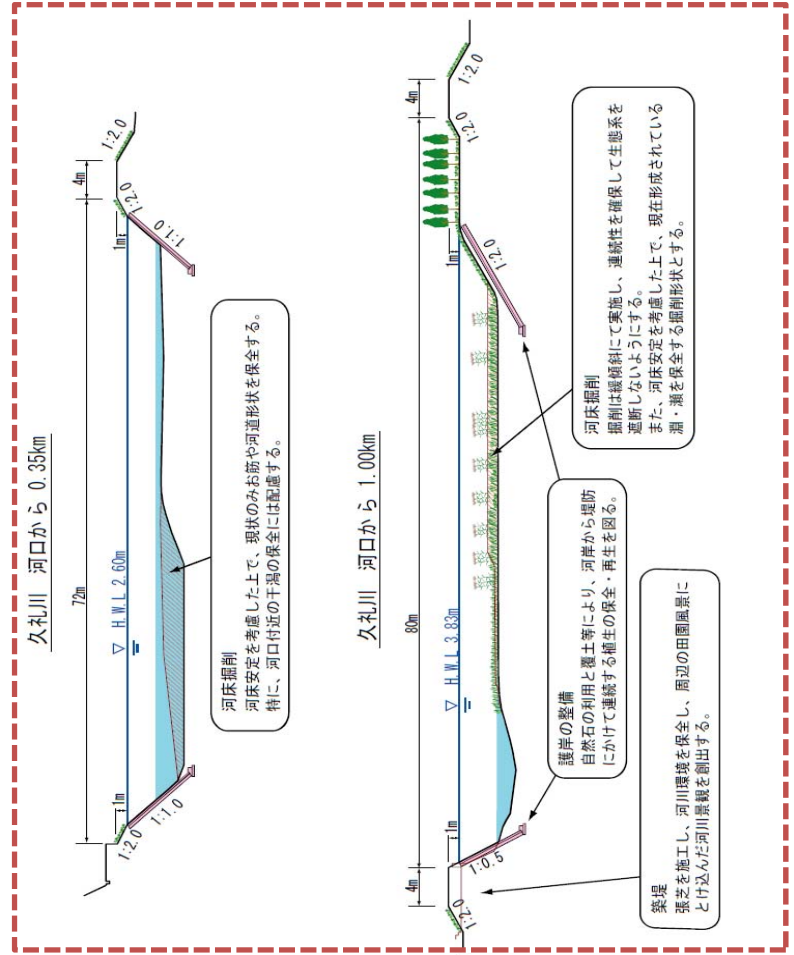 久礼川 河口から 0.35km
72m
4m
▽ H.W.L 2.60m
1m
1m
1:2.0
1:1.0
1:2.0
1:1.0
1:2.0
河床掘削
河床安定を考慮した上で、現状のみお筋や河道形状を保全する。
特に、河口付近の干潟の保全には配慮する。
久礼川 河口から 1.00km
4m
80m
4m
▽ H.W.L 3.83m
1m
1m
1:2.0
1:0.5
1:2.0
1:2.0
1:2.0
築堤
張芝を施工し、河川環境を保全し、周辺の田園風景に
とけ込んだ河川景観を創出する。
護岸の整備
自然石の利用と覆土等により、河岸から堤防
にかけて連続する植生の保全・再生を図る。
河床掘削
掘削は緩傾斜にて実施し、連続性を確保して生態系を
遮断しないようにする。
また、河床安定を考慮した上で、現在形成されている
淵・瀬を保全する掘削形状とする。